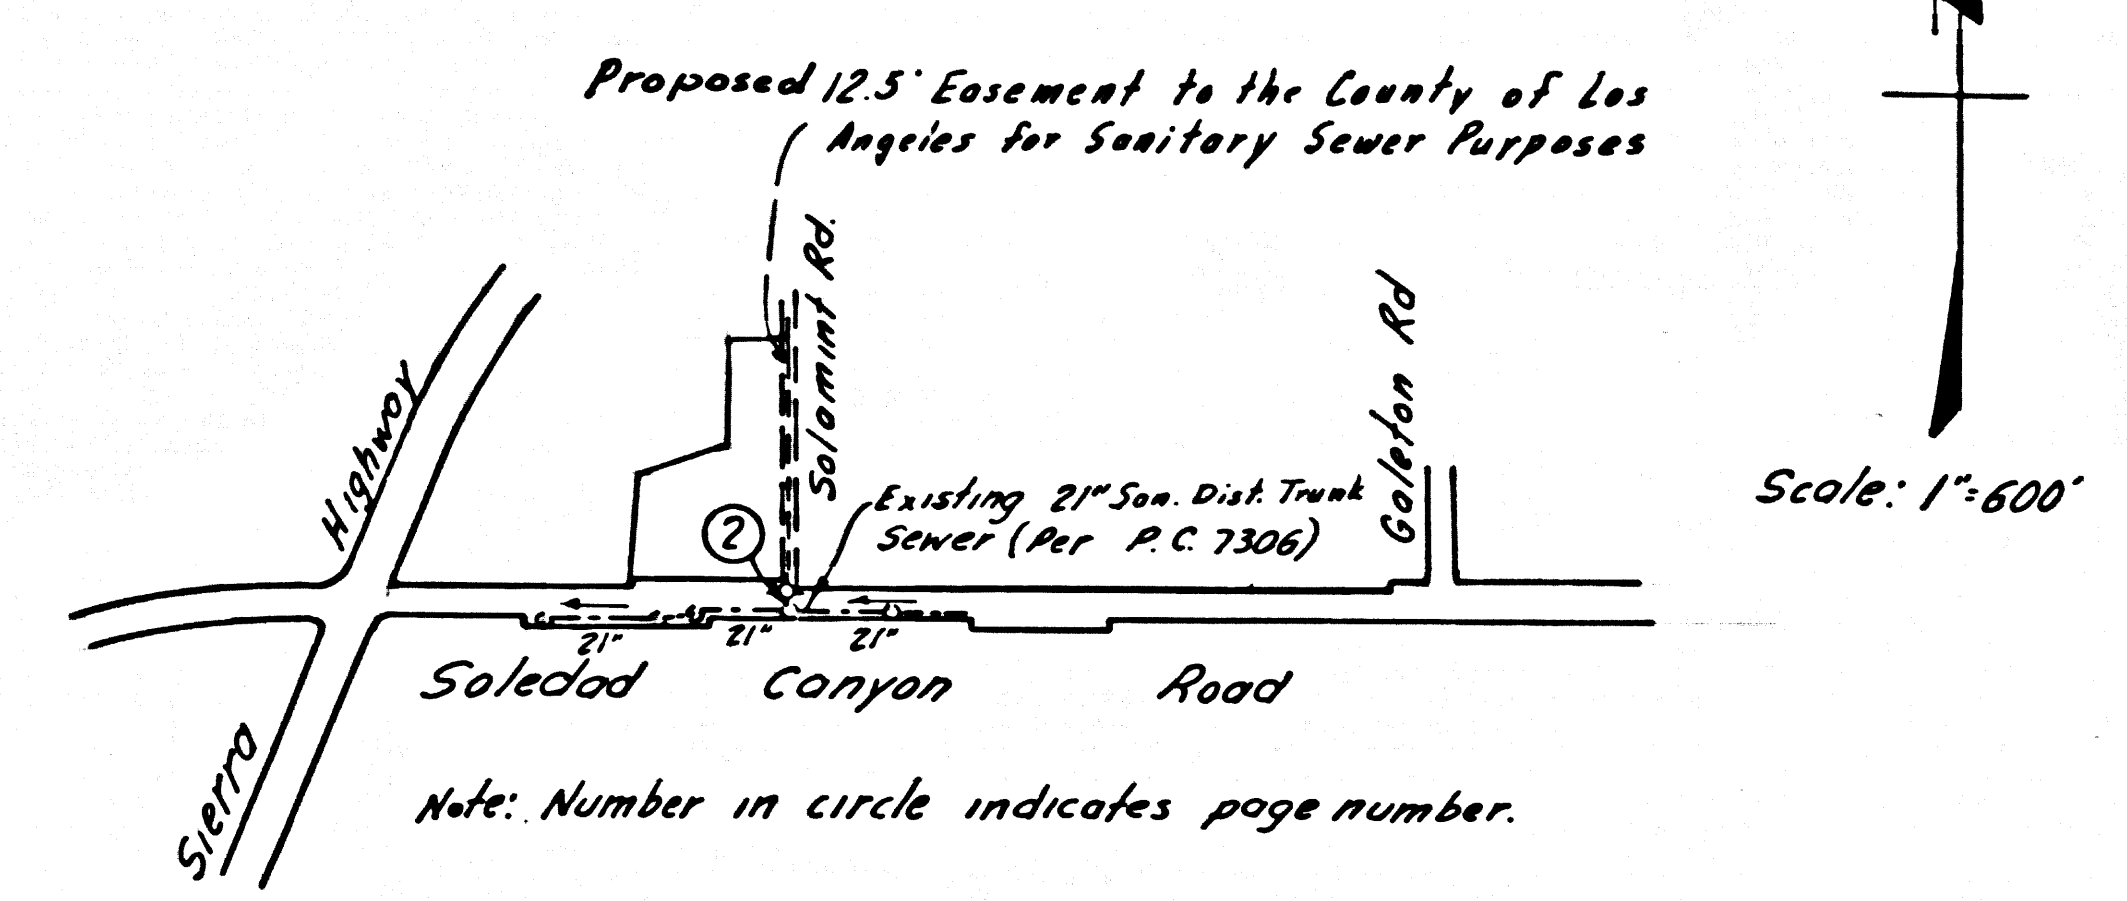 Proposed 12.5' Easement to the County of Los
Angeles for Sanitary Sewer Purposes
Solamint Rd.
Galeton Rd
Highway
Existing 21" San. Dist. Trunk
Sewer (Per P.C. 7306)
Scale: 1"=600'
2
21" 21" 21"
Soledad Canyon Road
Sierra
Note: Number in circle indicates page number.